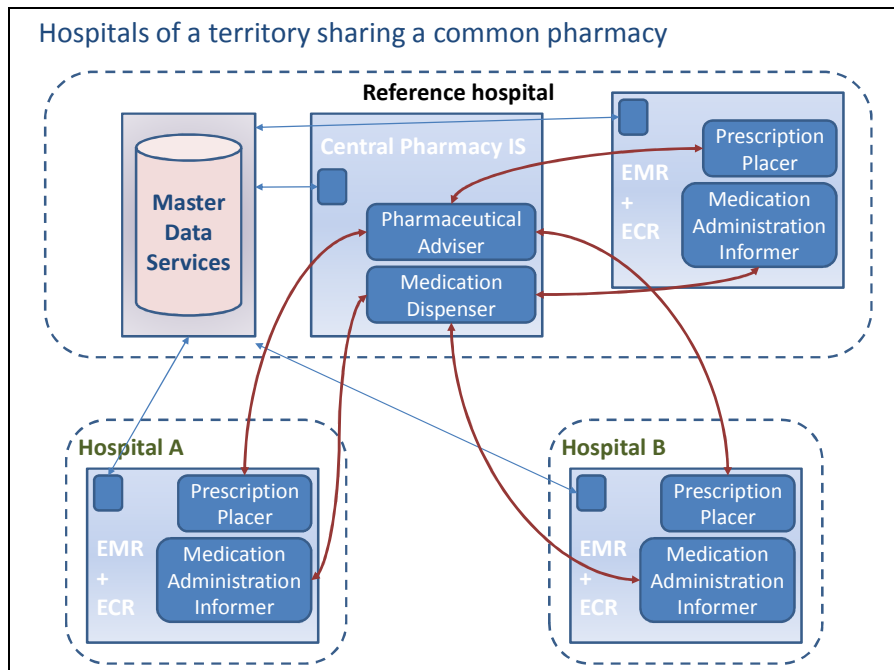 Hospitals of a territory sharing a common pharmacy
Reference hospital
Master
Data
Services
Central Pharmacy IS
Pharmaceutical
Adviser
Medication
Dispenser
EMR
+
ECR
Prescription
Placer
Medication
Administration
Informer
Hospital A
EMR
+
ECR
Prescription
Placer
Medication
Administration
Informer
Hospital B
EMR
+
ECR
Prescription
Placer
Medication
Administration
Informer